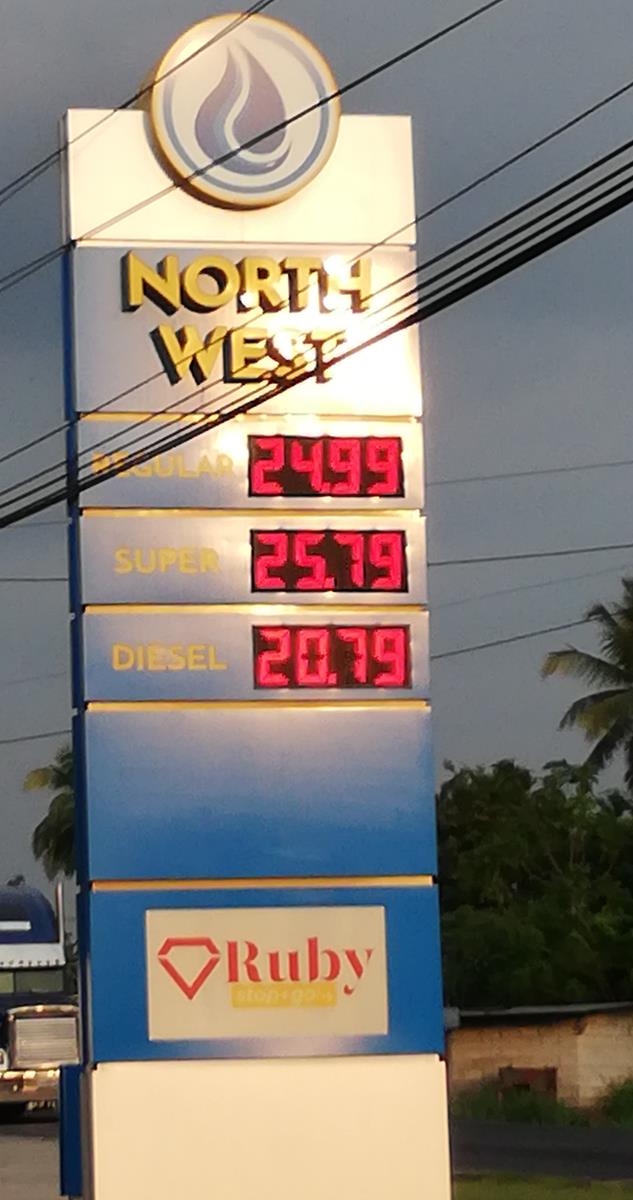 NORTH
WEST
REGULAR 24.99
SUPER 25.79
DIESEL 20.79
Ruby
stop+go